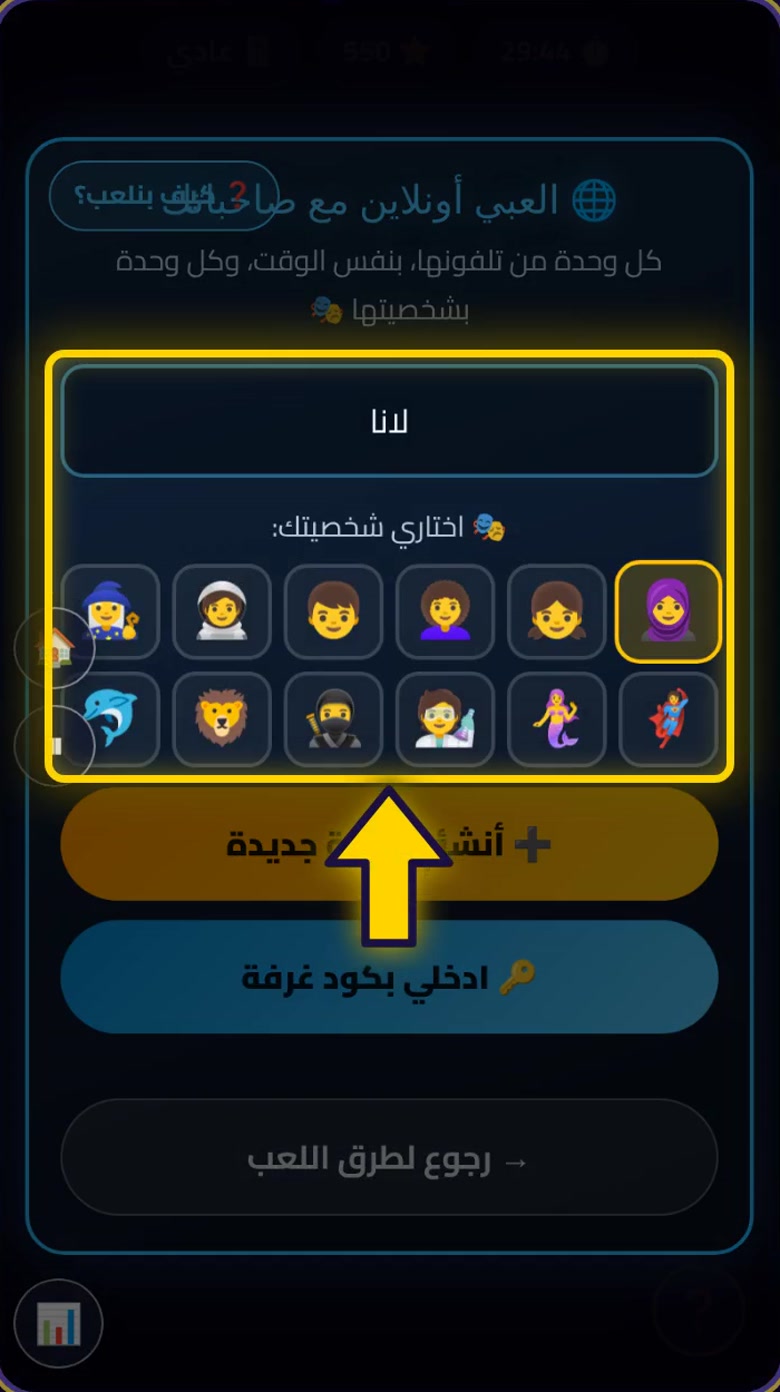 29:44
550
عادي
كيف بنلعب؟
العبي أونلاين مع صاحباتك
كل وحدة من تلفونها، بنفس الوقت، وكل وحدة
بشخصيتها
لانا
اختاري شخصيتك:
جديدة
ادخلي بكود غرفة
→ رجوع لطرق اللعب